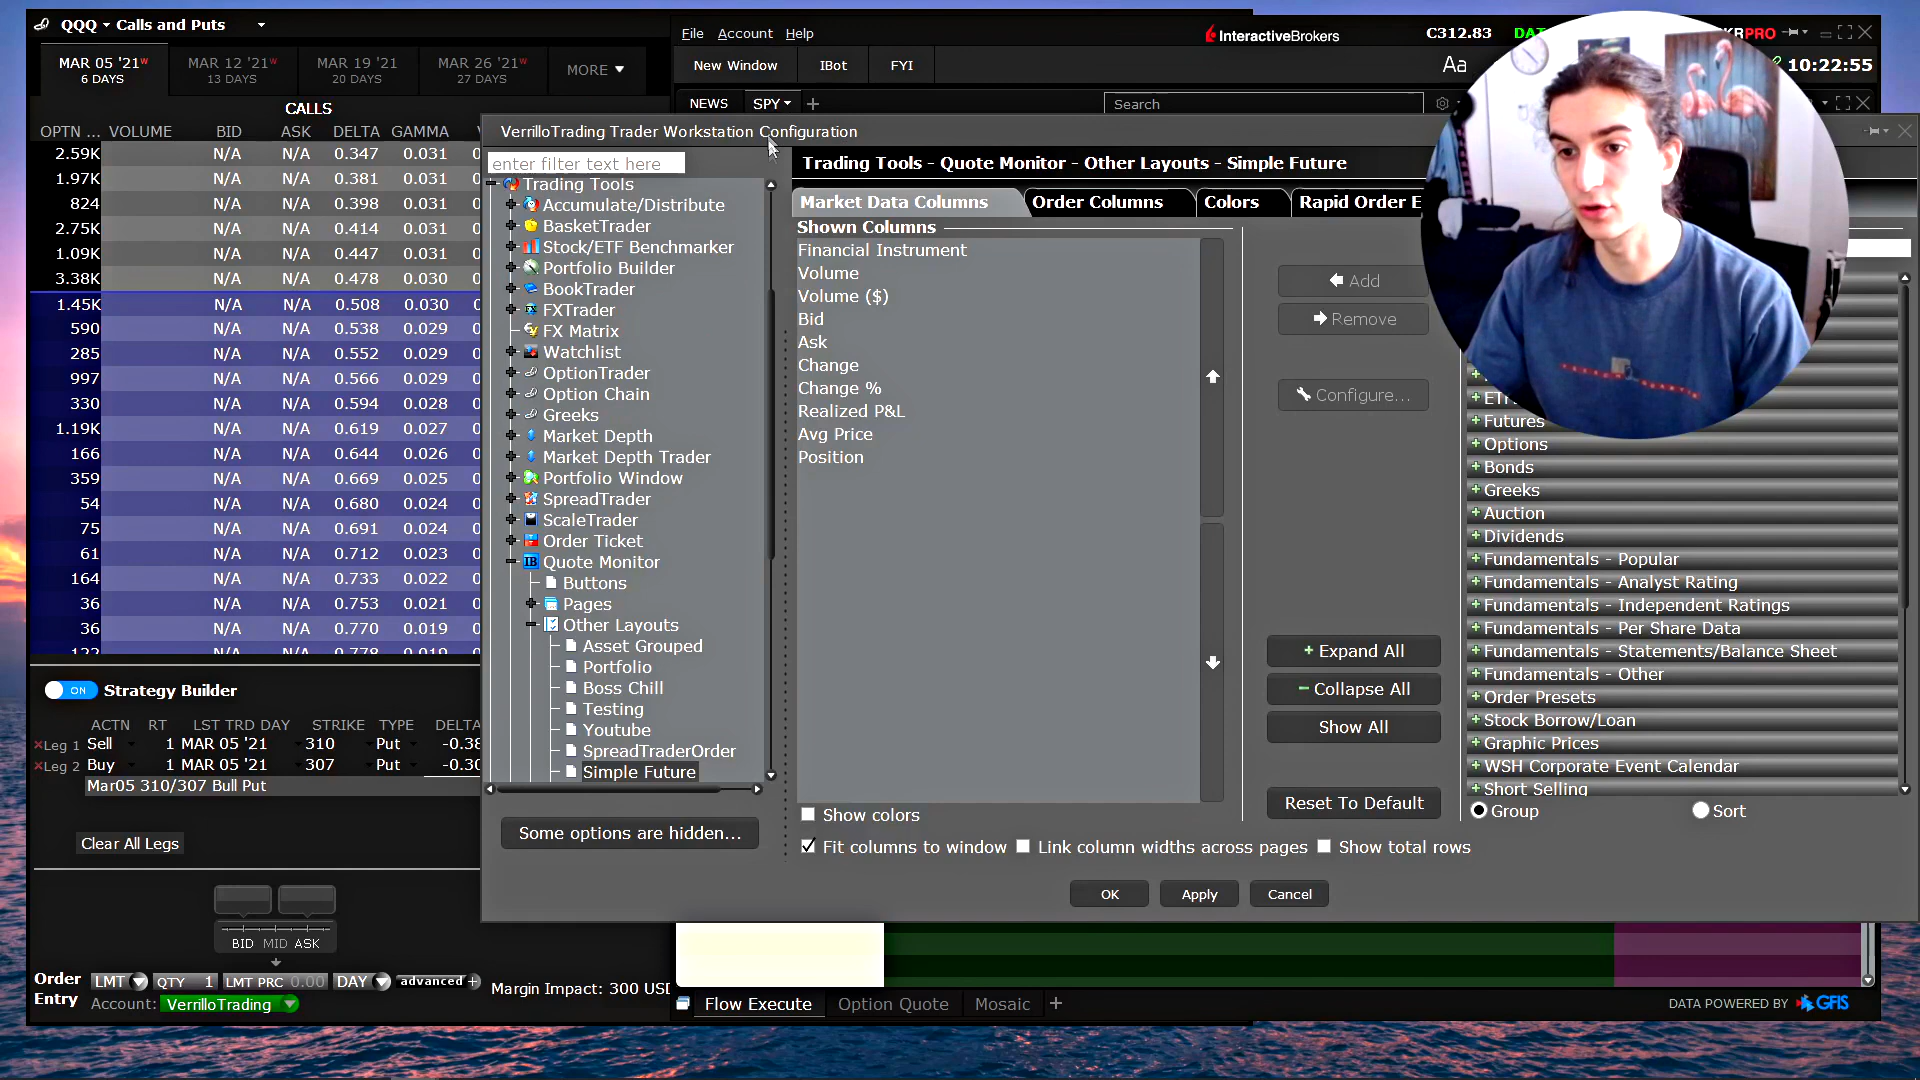 QQQ Calls and Puts
MAR 05 '21W
6 DAYS
MAR 12 '21W
13 DAYS
MAR 19 '21
20 DAYS
MAR 26 '21W
27 DAYS
MORE
CALLS
OPTN ... VOLUME BID ASK DELTA GAMMA
2.59K N/A N/A 0.347 0.031
1.97K N/A N/A 0.381 0.031
824 N/A N/A 0.398 0.031
2.75K N/A N/A 0.414 0.031
1.09K N/A N/A 0.447 0.031
3.38K N/A N/A 0.478 0.030
1.45K N/A N/A 0.508 0.030
590 N/A N/A 0.538 0.029
285 N/A N/A 0.552 0.029
997 N/A N/A 0.566 0.029
330 N/A N/A 0.594 0.028
1.19K N/A N/A 0.619 0.027
166 N/A N/A 0.644 0.026
359 N/A N/A 0.669 0.025
54 N/A N/A 0.680 0.024
75 N/A N/A 0.691 0.024
61 N/A N/A 0.712 0.023
164 N/A N/A 0.733 0.022
36 N/A N/A 0.753 0.021
36 N/A N/A 0.770 0.019
ON Strategy Builder
ACTN RT LST TRD DAY STRIKE TYPE DELTA
Leg 1 Sell 1 MAR 05 '21 310 Put -0.38
Leg 2 Buy 1 MAR 05 '21 307 Put -0.30
Mar05 310/307 Bull Put
Clear All Legs
BID MID ASK
Order Entry
LMT QTY 1 LMT PRC 0.00 DAY advanced +
Account: VerrilloTrading
Margin Impact: 300 USD
File Account Help
InteractiveBrokers
C312.83
New Window IBot FYI
Aa
10:22:55
NEWS SPY +
Search
VerrilloTrading Trader Workstation Configuration
enter filter text here
Trading Tools
Accumulate/Distribute
BasketTrader
Stock/ETF Benchmarker
Portfolio Builder
BookTrader
FXTrader
FX Matrix
Watchlist
OptionTrader
Option Chain
Greeks
Market Depth
Market Depth Trader
Portfolio Window
SpreadTrader
ScaleTrader
Order Ticket
Quote Monitor
Buttons
Pages
Other Layouts
Asset Grouped
Portfolio
Boss Chill
Testing
Youtube
SpreadTraderOrder
Simple Future
Some options are hidden...
Trading Tools - Quote Monitor - Other Layouts - Simple Future
Market Data Columns
Order Columns
Colors
Rapid Order E
Shown Columns
Financial Instrument
Volume
Volume ($)
Bid
Ask
Change
Change %
Realized P&L
Avg Price
Position
Add
Remove
Configure...
+ Expand All
Collapse All
Show All
Reset To Default
Futures
Options
Bonds
Greeks
Auction
Dividends
Fundamentals - Popular
Fundamentals - Analyst Rating
Fundamentals - Independent Ratings
Fundamentals - Per Share Data
Fundamentals - Statements/Balance Sheet
Fundamentals - Other
Order Presets
Stock Borrow/Loan
Graphic Prices
WSH Corporate Event Calendar
Short Selling
Group Sort
Show colors
Fit columns to window Link column widths across pages Show total rows
OK Apply Cancel
Flow Execute Option Quote Mosaic +
DATA POWERED BY GFIS